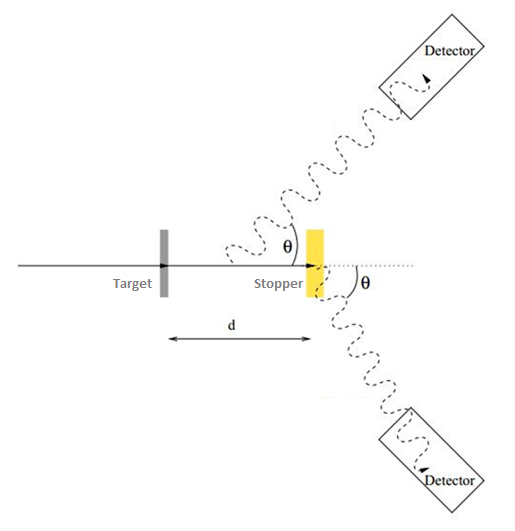 Detector
θ
Target
Stopper
θ
d
Detector